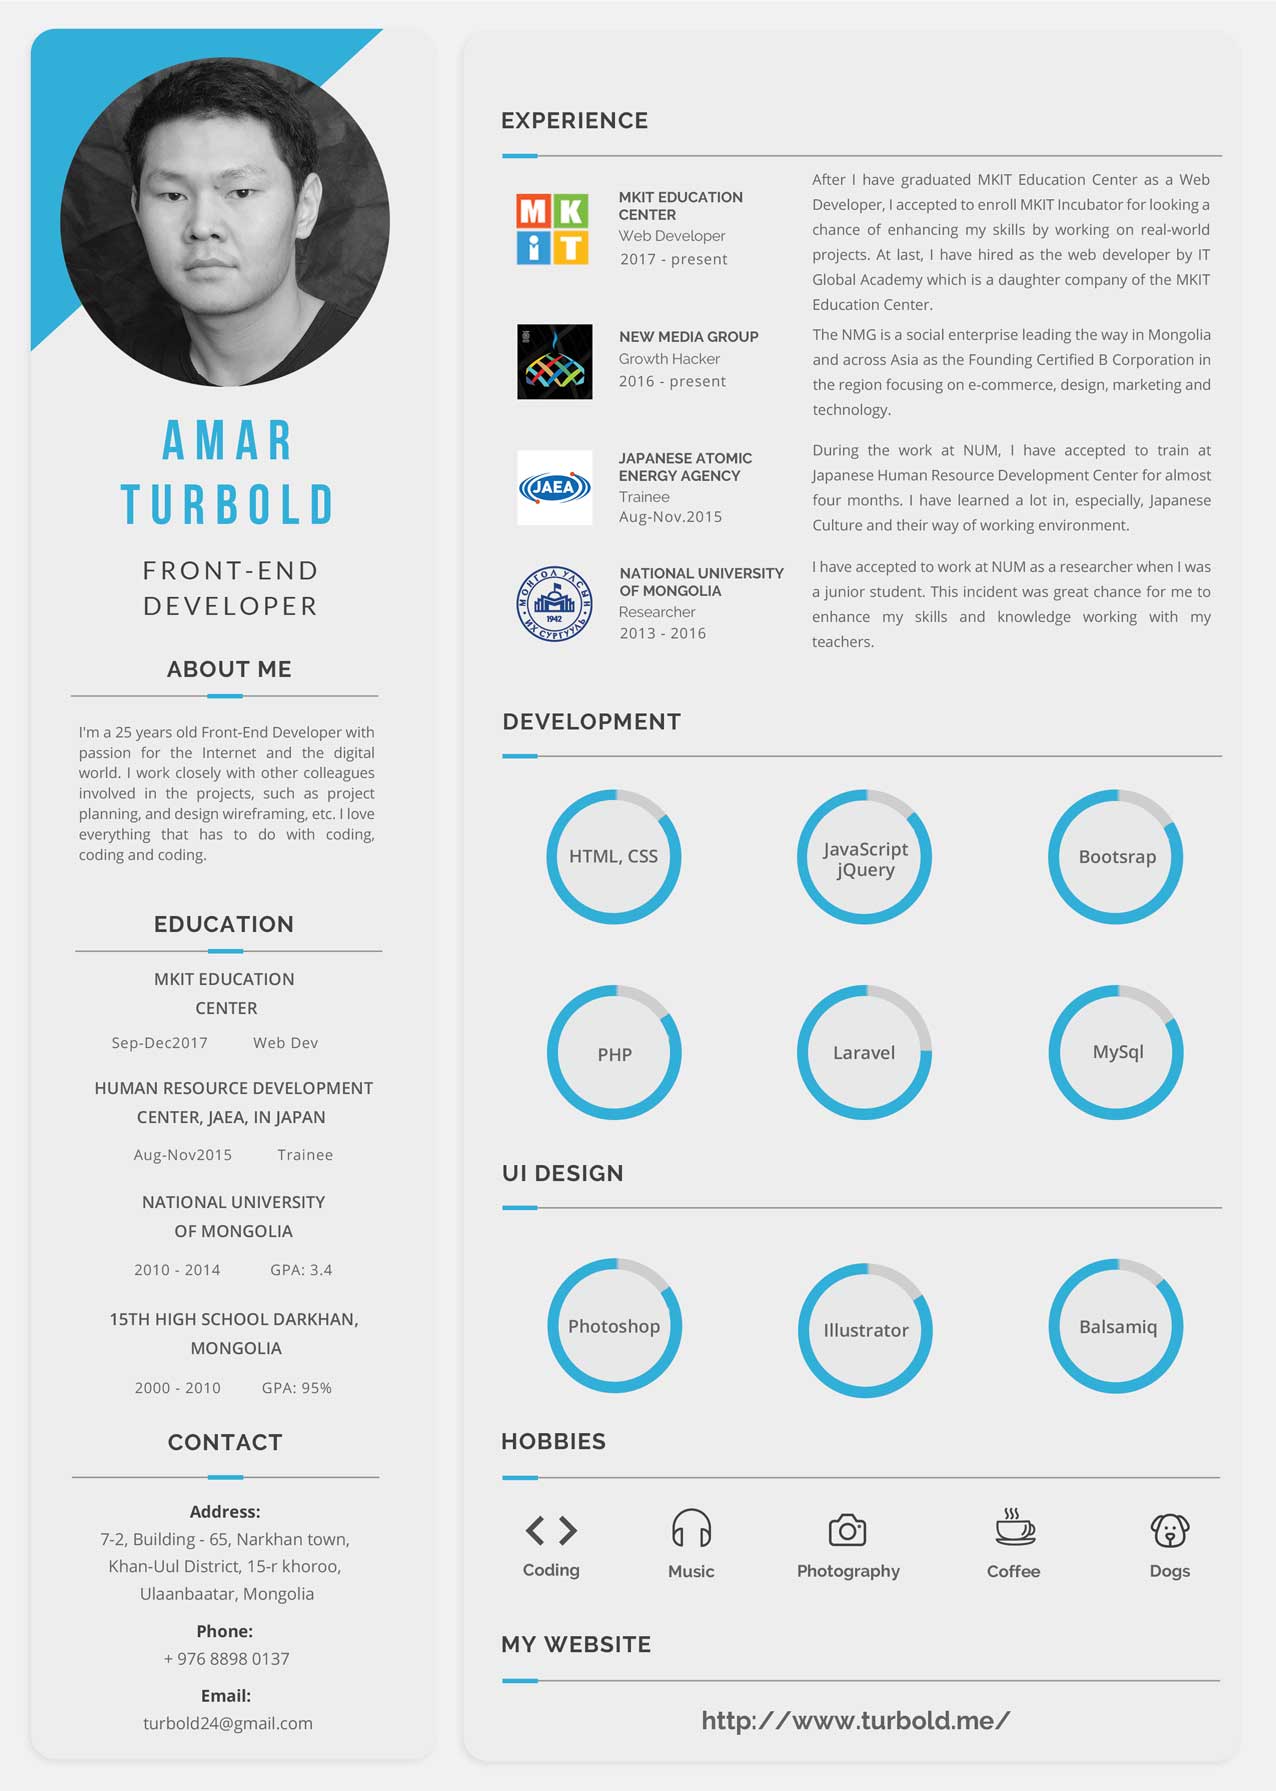 AMAR
TURBOLD
FRONT-END
DEVELOPER
ABOUT ME
I'm a 25 years old Front-End Developer with
passion for the Internet and the digital
world. I work closely with other colleagues
involved in the projects, such as project
planning, and design wireframing, etc. I love
everything that has to do with coding,
coding and coding.
EDUCATION
MKIT EDUCATION
CENTER
Sep-Dec2017 Web Dev
HUMAN RESOURCE DEVELOPMENT
CENTER, JAEA, IN JAPAN
Aug-Nov2015 Trainee
NATIONAL UNIVERSITY
OF MONGOLIA
2010 - 2014 GPA: 3.4
15TH HIGH SCHOOL DARKHAN,
MONGOLIA
2000 - 2010 GPA: 95%
CONTACT
Address:
7-2, Building - 65, Narkhan town,
Khan-Uul District, 15-r khoroo,
Ulaanbaatar, Mongolia
Phone:
+ 976 8898 0137
Email:
turbold24@gmail.com
EXPERIENCE
MK
iT
MKIT EDUCATION
CENTER
Web Developer
2017 - present
After I have graduated MKIT Education Center as a Web
Developer, I accepted to enroll MKIT Incubator for looking a
chance of enhancing my skills by working on real-world
projects. At last, I have hired as the web developer by IT
Global Academy which is a daughter company of the MKIT
Education Center.
NEW MEDIA GROUP
Growth Hacker
2016 - present
The NMG is a social enterprise leading the way in Mongolia
and across Asia as the Founding Certified B Corporation in
the region focusing on e-commerce, design, marketing and
technology.
JAEA
JAPANESE ATOMIC
ENERGY AGENCY
Trainee
Aug-Nov.2015
During the work at NUM, I have accepted to train at
Japanese Human Resource Development Center for almost
four months. I have learned a lot in, especially, Japanese
Culture and their way of working environment.
МОНГОЛ УЛСЫН
1942
ИХ СУРГУУЛЬ
NATIONAL UNIVERSITY
OF MONGOLIA
Researcher
2013 - 2016
I have accepted to work at NUM as a researcher when I was
a junior student. This incident was great chance for me to
enhance my skills and knowledge working with my
teachers.
DEVELOPMENT
HTML, CSS
JavaScript
jQuery
Bootsrap
PHP
Laravel
MySql
UI DESIGN
Photoshop
Illustrator
Balsamiq
HOBBIES
Coding
Music
Photography
Coffee
Dogs
MY WEBSITE
http://www.turbold.me/